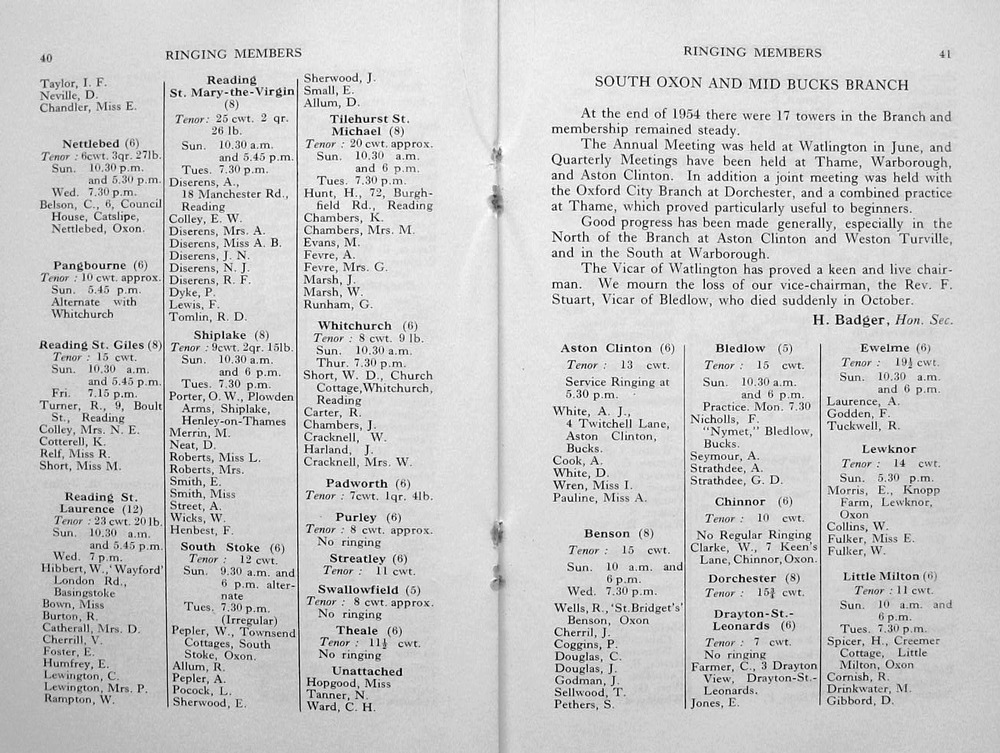 40
RINGING MEMBERS
Taylor, I. F.
Neville, D.
Chandler, Miss E.
Nettlebed (6)
Tenor : 6cwt. 3qr. 27lb.
Sun. 10.30 p.m.
and 5.30 p.m.
Wed. 7.30 p.m.
Belson, C., 6, Council
House, Catslipe,
Nettlebed, Oxon.
Pangbourne (6)
Tenor : 10 cwt. approx.
Sun. 5.45 p.m.
Alternate with
Whitchurch
Reading St. Giles (8)
Tenor : 15 cwt.
Sun. 10.30 a.m.
and 5.45 p.m.
Fri. 7.15 p.m.
Turner, R., 9, Boult
St., Reading
Colley, Mrs. N. E.
Cotterell, K.
Relf, Miss R.
Short, Miss M.
Reading St.
Laurence (12)
Tenor : 23 cwt. 20 lb.
Sun. 10.30 a.m.
and 5.45 p.m.
Wed. 7 p.m.
Hibbert, W., 'Wayford'
London Rd.,
Basingstoke
Bown, Miss
Burton, R.
Catherall, Mrs. D.
Cherrill, V.
Foster, E.
Humfrey, E.
Lewington, C.
Lewington, Mrs. P.
Rampton, W.
Reading
St. Mary-the-Virgin
(8)
Tenor : 25 cwt. 2 qr.
26 lb.
Sun. 10.30 a.m.
and 5.45 p.m.
Tues. 7.30 p.m.
Diserens, A.,
18 Manchester Rd.,
Reading
Colley, E. W.
Diserens, Mrs. A.
Diserens, Miss A. B.
Diserens, J. N.
Diserens, N. J.
Diserens, R. F.
Dyke, P.
Lewis, F.
Tomlin, R. D.
Shiplake (8)
Tenor : 9cwt. 2qr. 15lb.
Sun. 10.30 a.m.
and 6 p.m.
Tues. 7.30 p.m.
Porter, O. W., Plowden
Arms, Shiplake,
Henley-on-Thames
Merrin, M.
Neat, D.
Roberts, Miss L.
Roberts, Mrs.
Smith, E.
Smith, Miss
Street, A.
Wicks, W.
Henbest, F.
South Stoke (6)
Tenor : 12 cwt.
Sun. 9.30 a.m. and
6 p.m. alter-
nate
Tues. 7.30 p.m.
(Irregular)
Pepler, W., Townsend
Cottages, South
Stoke, Oxon.
Allum, R.
Pepler, A.
Pocock, L.
Sherwood, E.
Sherwood, J.
Small, E.
Allum, D.
Tilehurst St.
Michael (8)
Tenor : 20 cwt. approx.
Sun. 10.30 a.m.
and 6 p.m.
Tues. 7.30 p.m.
Hunt, H., 72, Burgh-
field Rd., Reading
Chambers, K.
Chambers, Mrs. M.
Evans, M.
Fevre, A.
Fevre, Mrs. G.
Marsh, J.
Marsh, W.
Runham, G.
Whitchurch (6)
Tenor : 8 cwt. 9 lb.
Sun. 10.30 a.m.
Thur. 7.30 p.m.
Short, W. D., Church
Cottage, Whitchurch,
Reading
Carter, R.
Chambers, J.
Cracknell, W.
Harland, J.
Cracknell, Mrs. W.
Padworth (6)
Tenor : 7cwt. 1qr. 4lb.
Purley (6)
Tenor : 8 cwt. approx.
No ringing
Streatley (6)
Tenor : 11 cwt.
Swallowfield (5)
Tenor : 8 cwt. approx.
No ringing
Theale (6)
Tenor : 11½ cwt.
No ringing
Unattached
Hopgood, Miss
Tanner, N.
Ward, C. H.
RINGING MEMBERS
41
SOUTH OXON AND MID BUCKS BRANCH
At the end of 1954 there were 17 towers in the Branch and
membership remained steady.
The Annual Meeting was held at Watlington in June, and
Quarterly Meetings have been held at Thame, Warborough,
and Aston Clinton. In addition a joint meeting was held with
the Oxford City Branch at Dorchester, and a combined practice
at Thame, which proved particularly useful to beginners.
Good progress has been made generally, especially in the
North of the Branch at Aston Clinton and Weston Turville,
and in the South at Warborough.
The Vicar of Watlington has proved a keen and live chair-
man. We mourn the loss of our vice-chairman, the Rev. F.
Stuart, Vicar of Bledlow, who died suddenly in October.
H. Badger, Hon. Sec.
Aston Clinton (6)
Tenor : 13 cwt.
Service Ringing at
5.30 p.m.
White, A. J.,
4 Twitchell Lane,
Aston Clinton,
Bucks.
Cook, A.
White, D.
Wren, Miss I.
Pauline, Miss A.
Benson (8)
Tenor : 15 cwt.
Sun. 10 a.m. and
6 p.m.
Wed. 7.30 p.m.
Wells, R., 'St. Bridget's'
Benson, Oxon
Cherril, J.
Coggins, P.
Douglas, C.
Douglas, J.
Godman, J.
Sellwood, T.
Pethers, S.
Bledlow (5)
Tenor : 15 cwt.
Sun. 10.30 a.m.
and 6 p.m.
Practice. Mon. 7.30
Nicholls, F.
"Nymet," Bledlow,
Bucks.
Seymour, A.
Strathdee, A.
Strathdee, G. D.
Chinnor (6)
Tenor : 10 cwt.
No Regular Ringing
Clarke, W., 7 Keen's
Lane, Chinnor, Oxon.
Dorchester (8)
Tenor : 15¾ cwt.
Drayton-St.-
Leonards (6)
Tenor : 7 cwt.
No ringing
Farmer, C., 3 Drayton
View, Drayton-St.-
Leonards.
Jones, E.
Ewelme (6)
Tenor : 19½ cwt.
Sun. 10.30 a.m.
and 6 p.m.
Laurence, A.
Godden, F.
Tuckwell, R.
Lewknor
Tenor : 14 cwt.
Sun. 5.30 p.m.
Morris, E., Knopp
Farm, Lewknor,
Oxon
Collins, W.
Fulker, Miss E.
Fulker, W.
Little Milton (6)
Tenor : 11 cwt.
Sun. 10 a.m. and
6 p.m.
Tues. 7.30 p.m.
Spicer, H., Creemer
Cottage, Little
Milton, Oxon
Cornish, R.
Drinkwater, M.
Gibbord, D.